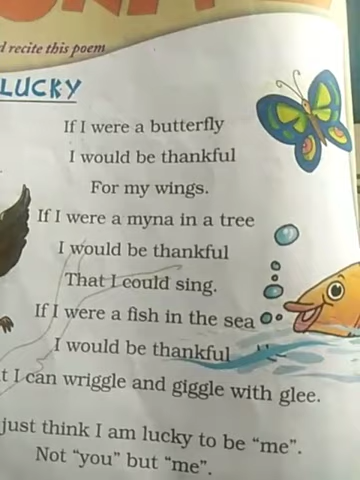 d recite this poem
LUCKY
If I were a butterfly
I would be thankful
For my wings.
If I were a myna in a tree
I would be thankful
That I could sing.
If I were a fish in the sea
I would be thankful
t I can wriggle and giggle with glee.
just think I am lucky to be “me”.
Not “you” but “me”.